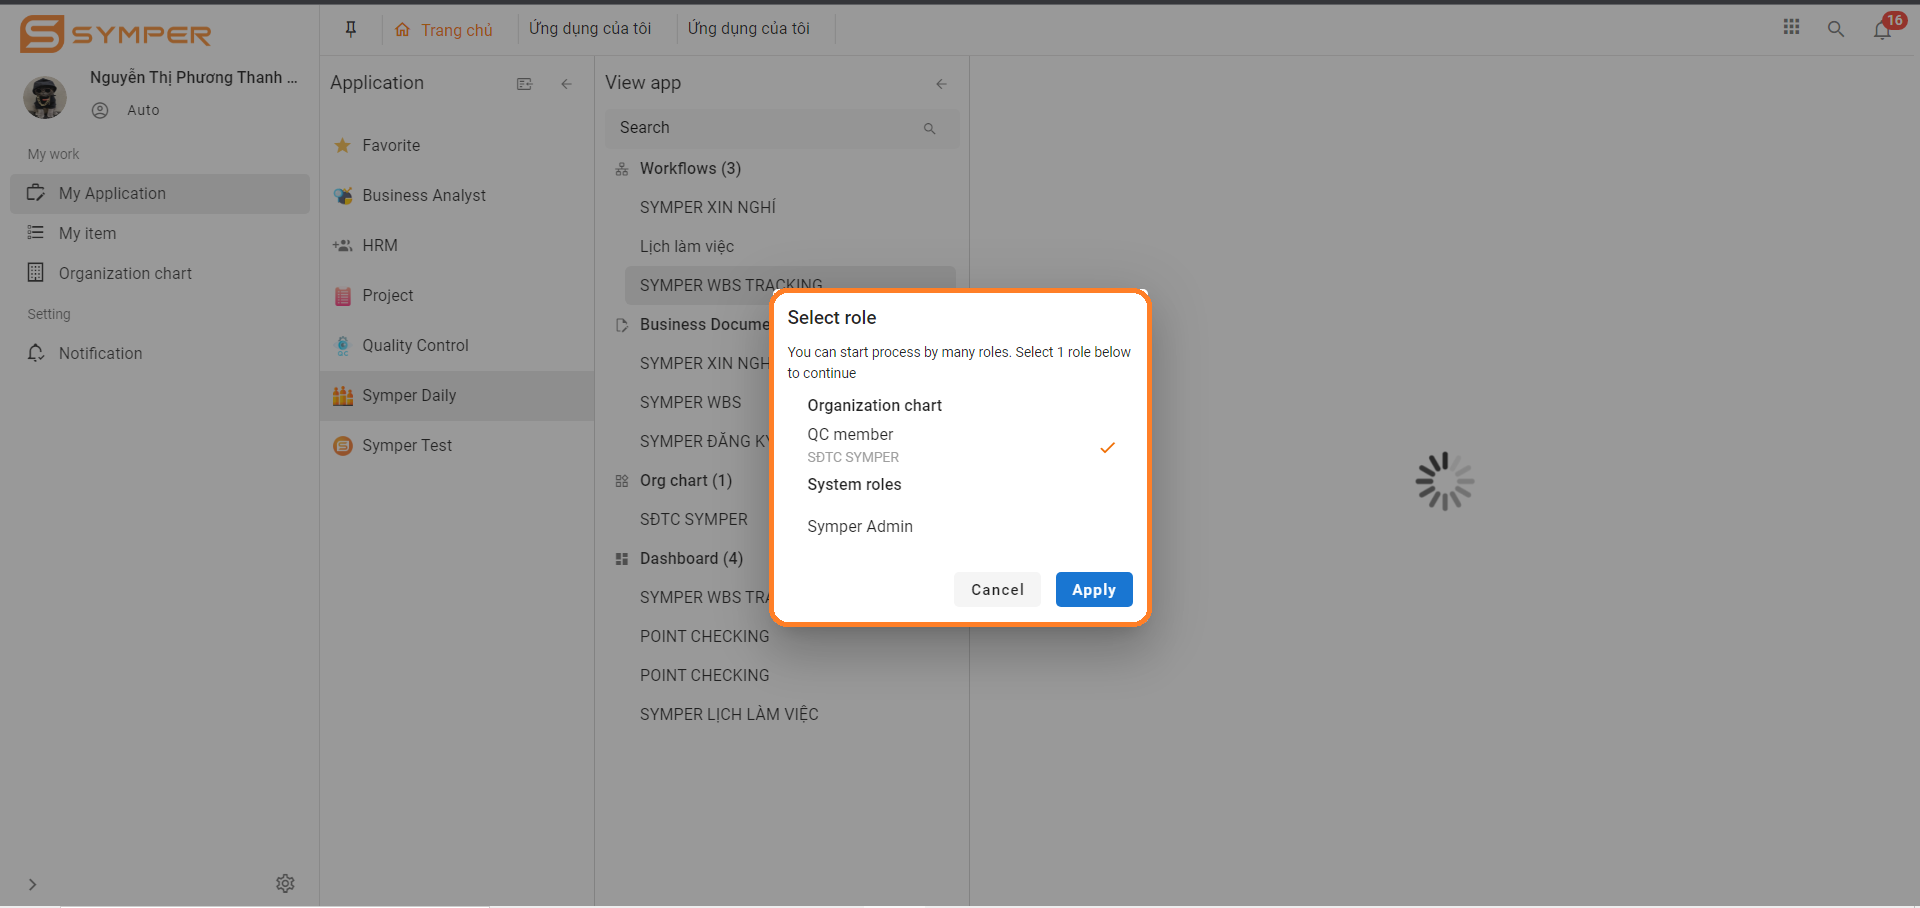 SYMPER
Nguyễn Thị Phương Thanh ...
Auto
My work
My Application
My item
Organization chart
Setting
Notification
Trang chủ
Ứng dụng của tôi
Ứng dụng của tôi
16
Application
Favorite
Business Analyst
HRM
Project
Quality Control
Symper Daily
Symper Test
View app
Search
Workflows (3)
SYMPER XIN NGHỈ
Lịch làm việc
SYMPER WBS TRACKING
Business Docume
SYMPER XIN NGH
SYMPER WBS
SYMPER ĐĂNG KÝ
Org chart (1)
SĐTC SYMPER
Dashboard (4)
SYMPER WBS TRA
POINT CHECKING
POINT CHECKING
SYMPER LỊCH LÀM VIỆC
Select role
You can start process by many roles. Select 1 role below
to continue
Organization chart
QC member
SĐTC SYMPER
System roles
Symper Admin
Cancel
Apply